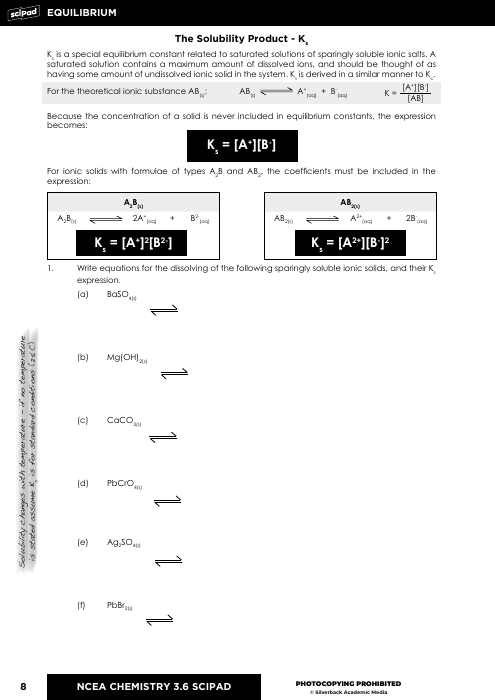 scipad EQUILIBRIUM
The Solubility Product - Kₛ
Kₛ is a special equilibrium constant related to saturated solutions of sparingly soluble ionic salts. A
saturated solution contains a maximum amount of dissolved ions, and should be thought of as
having some amount of undissolved ionic solid in the system. Kₛ is derived in a similar manner to K꜀.
For the theoretical ionic substance AB(s): AB(s) ⇌ A⁺(aq) + B⁻(aq) K = [A⁺][B⁻] / [AB]
Because the concentration of a solid is never included in equilibrium constants, the expression
becomes:
Kₛ = [A⁺][B⁻]
For ionic solids with formulae of types A₂B and AB₂, the coefficients must be included in the
expression:
A₂B(s)
A₂B(s) ⇌ 2A⁺(aq) + B²⁻(aq)
Kₛ = [A⁺]²[B²⁻]
AB₂(s)
AB₂(s) ⇌ A²⁺(aq) + 2B⁻(aq)
Kₛ = [A²⁺][B⁻]²
1. Write equations for the dissolving of the following sparingly soluble ionic solids, and their Kₛ
expression.
(a) BaSO₄(s)
⇌
(b) Mg(OH)₂(s)
⇌
(c) CaCO₃(s)
⇌
(d) PbCrO₄(s)
⇌
(e) Ag₂SO₄(s)
⇌
(f) PbBr₂(s)
⇌
Solubility changes with temperature - if no temperature
is stated assume Kₛ is for standard conditions (25°C)
8 NCEA CHEMISTRY 3.6 SCIPAD
PHOTOCOPYING PROHIBITED
© Silverback Academic Media